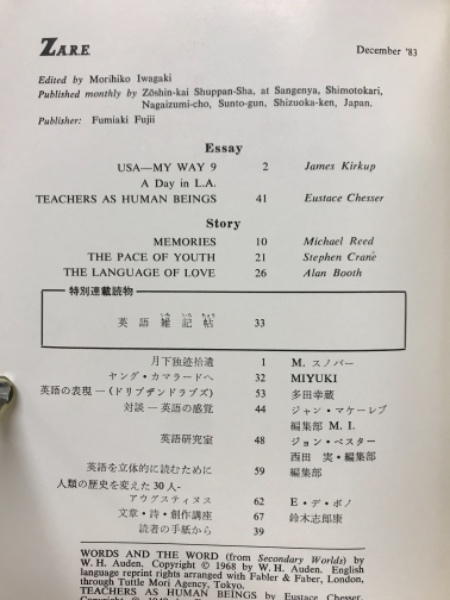 Z.A.R.E.
December '83
Edited by Morihiko Iwagaki
Published monthly by Zōshin-kai Shuppan-Sha, at Sangenya, Shimotokari,
Nagaizumi-cho, Sunto-gun, Shizuoka-ken, Japan.
Publisher: Fumiaki Fujii
Essay
USA—MY WAY 9 2 James Kirkup
A Day in L.A.
TEACHERS AS HUMAN BEINGS 41 Eustace Chesser
Story
MEMORIES 10 Michael Reed
THE PACE OF YOUTH 21 Stephen Crane
THE LANGUAGE OF LOVE 26 Alan Booth
特別連載読物
英語雑記帖 33
月下独迹拾遺 1 M. スノバー
ヤング・カマラードへ 32 MIYUKI
英語の表現 —(ドリブザンドラブズ) 53 多田幸蔵
対談 — 英語の感覚 44 ジャン・マケーレブ
編集部 M. I.
英語研究室 48 ジョン・ベスター
西田 実・編集部
英語を立体的に読むために 59 編集部
人類の歴史を変えた30人-
アウグスティヌス 62 E・デ・ボノ
文章・詩・創作講座 67 鈴木志郎康
読者の手紙から 39
WORDS AND THE WORD (from Secondary Worlds) by
W. H. Auden. Copyright © 1968 by W. H. Auden. English
language reprint rights arranged with Fabler & Faber, London,
through Tuttle Mori Agency, Tokyo.
TEACHERS AS HUMAN BEINGS by Eustace Chesser.